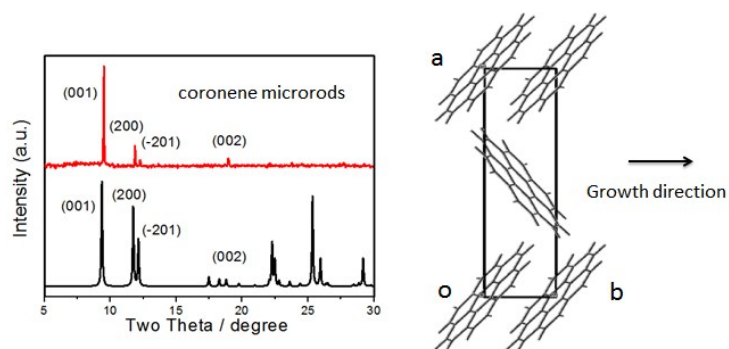 (001)
coronene microrods
(200)
(-201)
(002)
(001)
(200)
(-201)
(002)
Intensity (a.u.)
5 10 15 20 25 30
Two Theta / degree
a
o
b
Growth direction